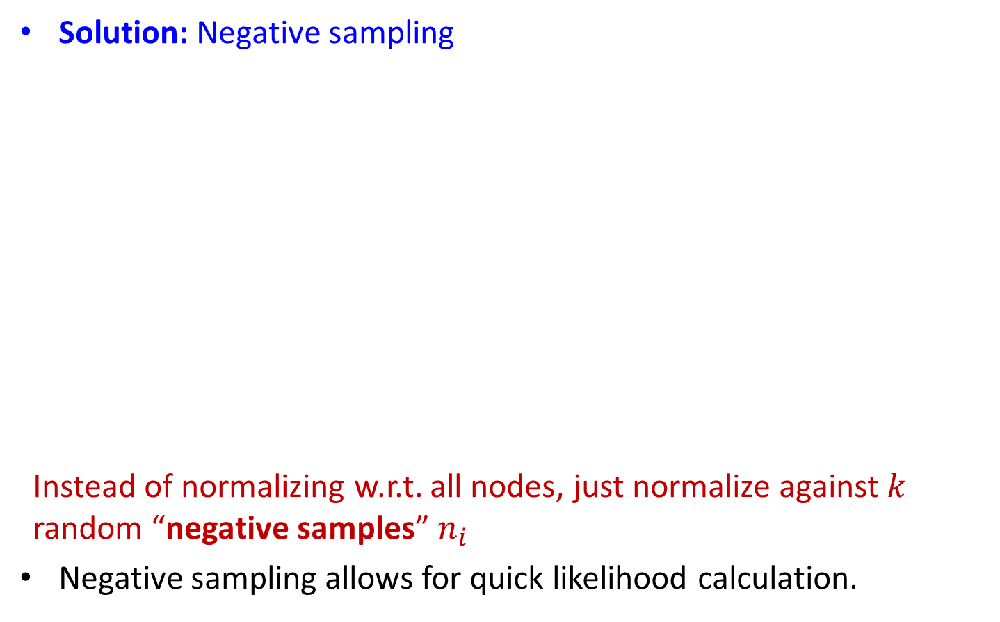 • Solution: Negative sampling
Instead of normalizing w.r.t. all nodes, just normalize against 𝑘
random “negative samples” 𝑛ᵢ
• Negative sampling allows for quick likelihood calculation.